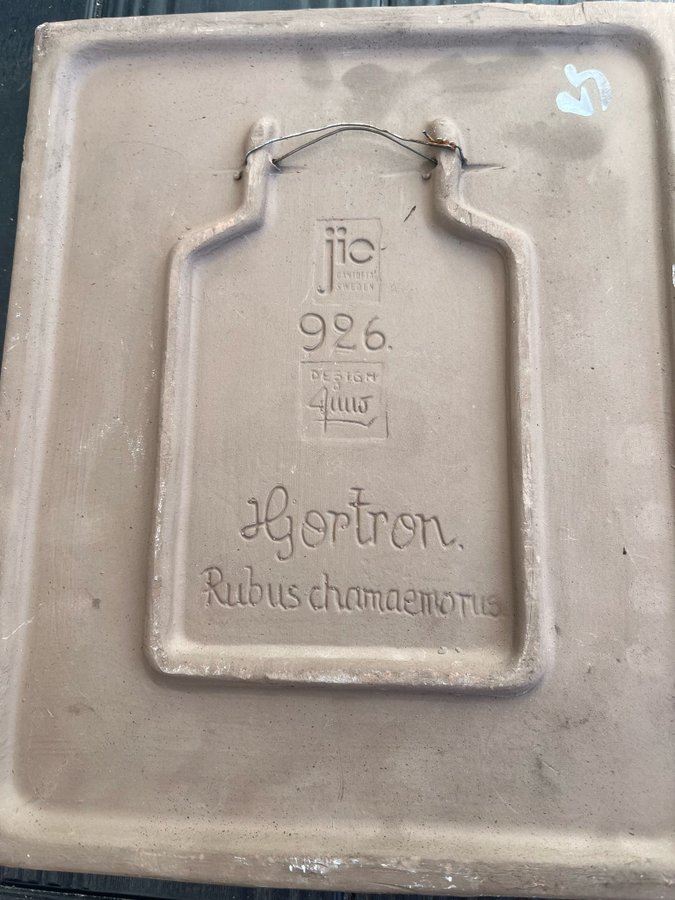 jie
GANTOFTA
SWEDEN
926.
DESIGN
Hjortron.
Rubus chamaemorus